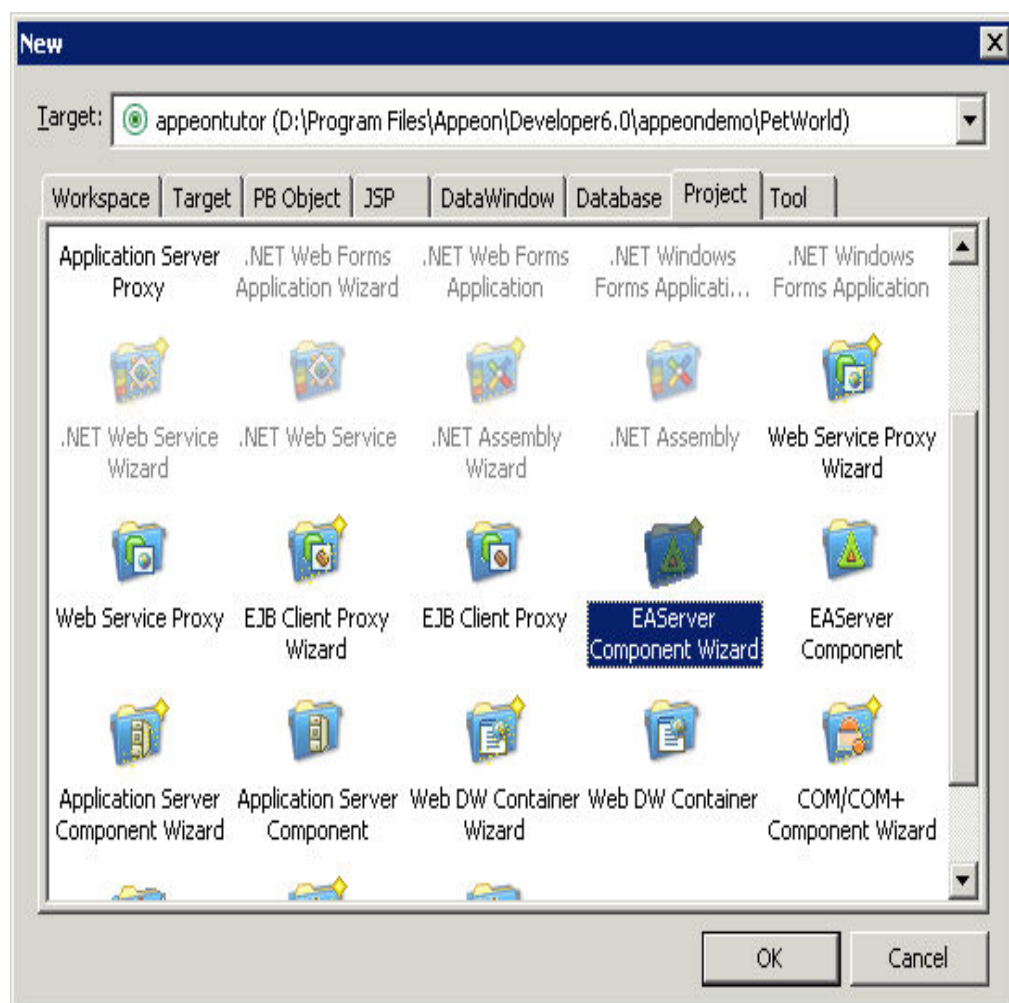 New
Target: appeontutor (D:\Program Files\Appeon\Developer6.0\appeondemo\PetWorld)
Workspace Target PB Object JSP DataWindow Database Project Tool
Application Server .NET Web Forms .NET Web Forms .NET Windows .NET Windows
Proxy Application Wizard Application Forms Applicati... Forms Application
.NET Web Service .NET Web Service .NET Assembly .NET Assembly Web Service Proxy
Wizard Wizard Wizard
Web Service Proxy EJB Client Proxy EJB Client Proxy EAServer EAServer
Wizard Component Wizard Component
Application Server Application Server Web DW Container Web DW Container COM/COM+
Component Wizard Component Wizard Component Wizard
OK Cancel